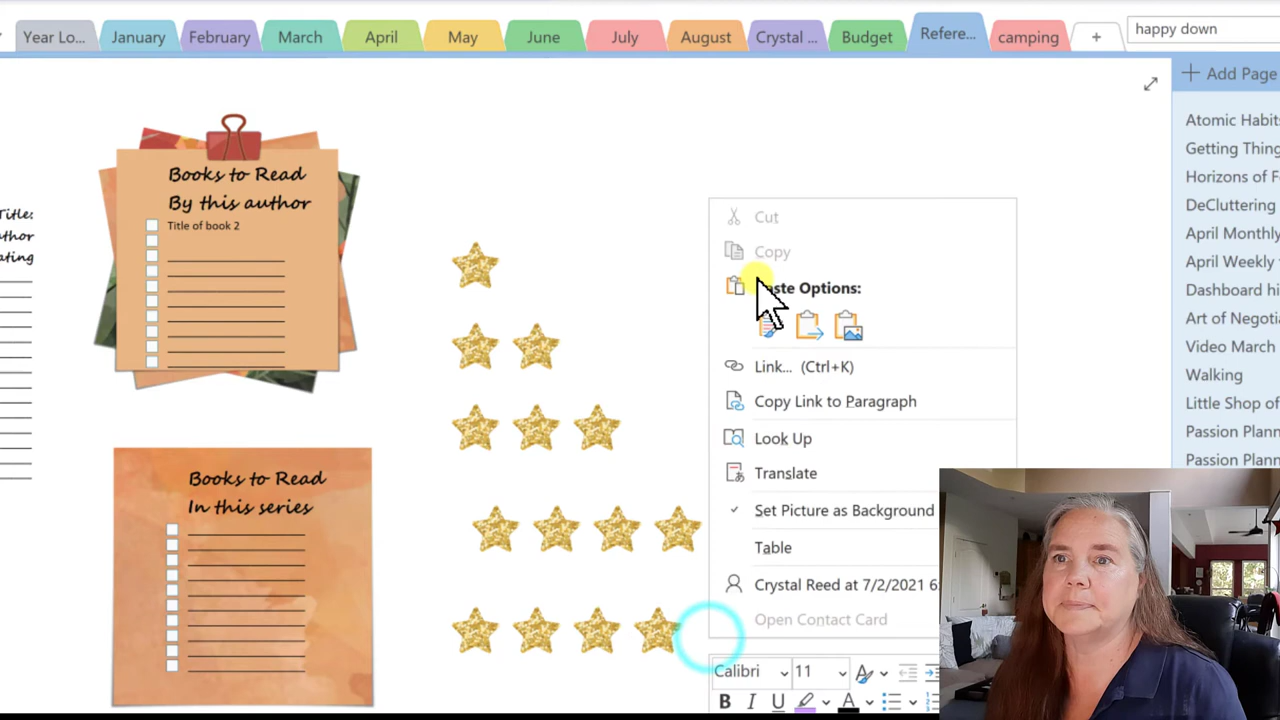 Year Lo...
January
February
March
April
May
June
July
August
Crystal ...
Budget
Refere...
camping
+
happy down
Add Page
Atomic Habits
Getting Thing
Horizons of F
DeCluttering
April Monthly
April Weekly
Dashboard hi
Art of Negotia
Video March
Walking
Little Shop of
Passion Plann
Passion Plann
Title:
thor
ating
Books to Read
By this author
Title of book 2
Books to Read
In this series
Cut
Copy
ste Options:
Link... (Ctrl+K)
Copy Link to Paragraph
Look Up
Translate
Set Picture as Background
Table
Crystal Reed at 7/2/2021 6:
Open Contact Card
Calibri 11
B I U A